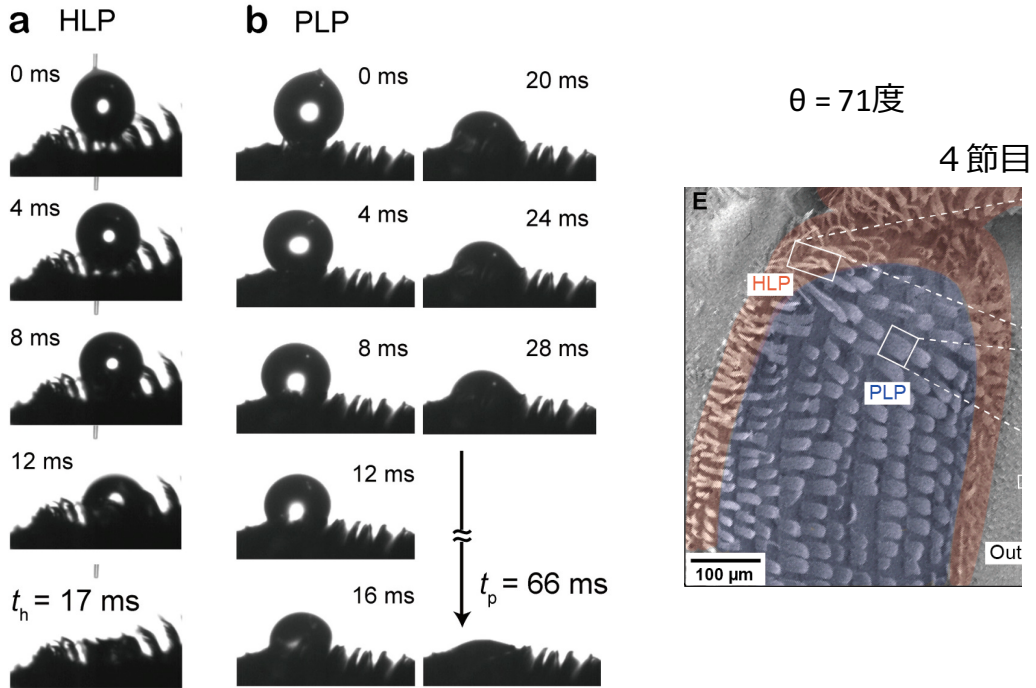 a HLP
0 ms
4 ms
8 ms
12 ms
th = 17 ms
b PLP
0 ms
4 ms
8 ms
12 ms
16 ms
20 ms
24 ms
28 ms
tp = 66 ms
θ = 71度
４節目
E
HLP
PLP
Out
100 µm